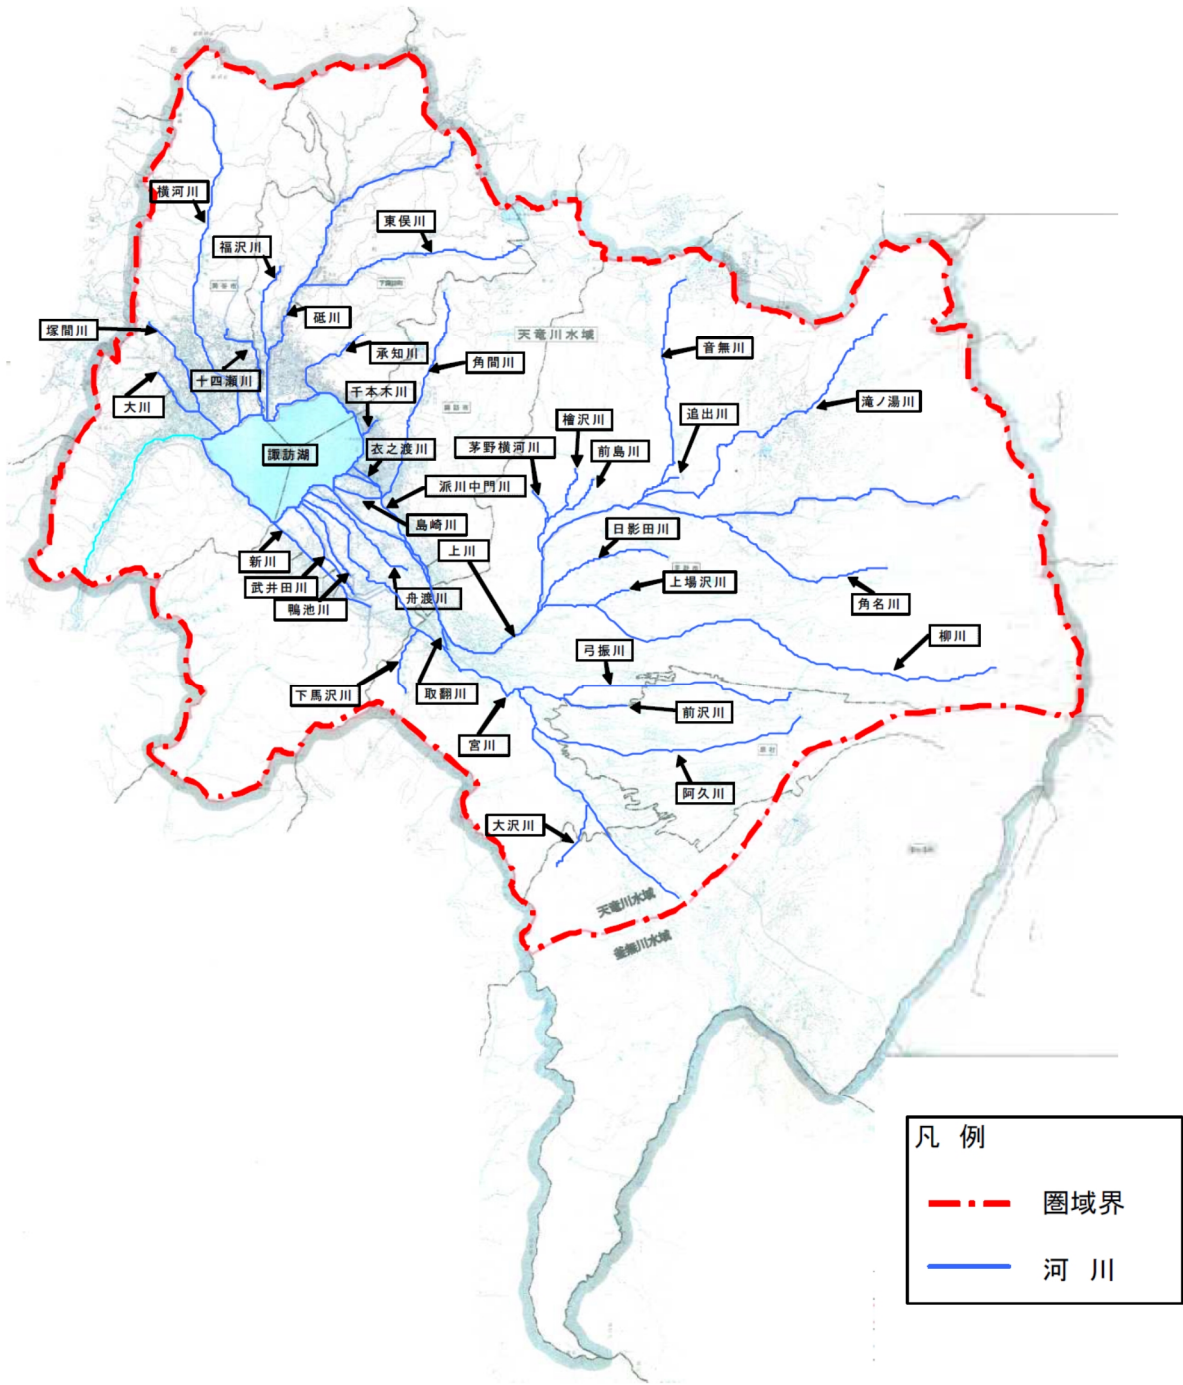 横河川
東俣川
福沢川
砥川
塚間川
十四瀬川
承知川
角間川
天竜川水域
音無川
大川
千本木川
滝ノ湯川
追出川
檜沢川
諏訪湖
衣之渡川
茅野横河川
前島川
派川中門川
島崎川
日影田川
新川
上川
武井田川
上場沢川
鴨池川
舟渡川
角名川
柳川
弓振川
下馬沢川
取翻川
前沢川
宮川
阿久川
大沢川
天竜川水域
釜無川水域
凡 例
圏域界
河 川